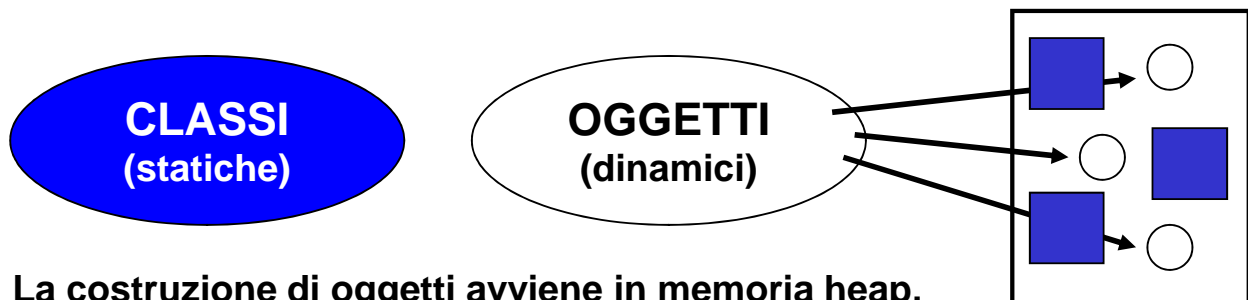 CLASSI
(statiche)
OGGETTI
(dinamici)
La costruzione di oggetti avviene in memoria heap.